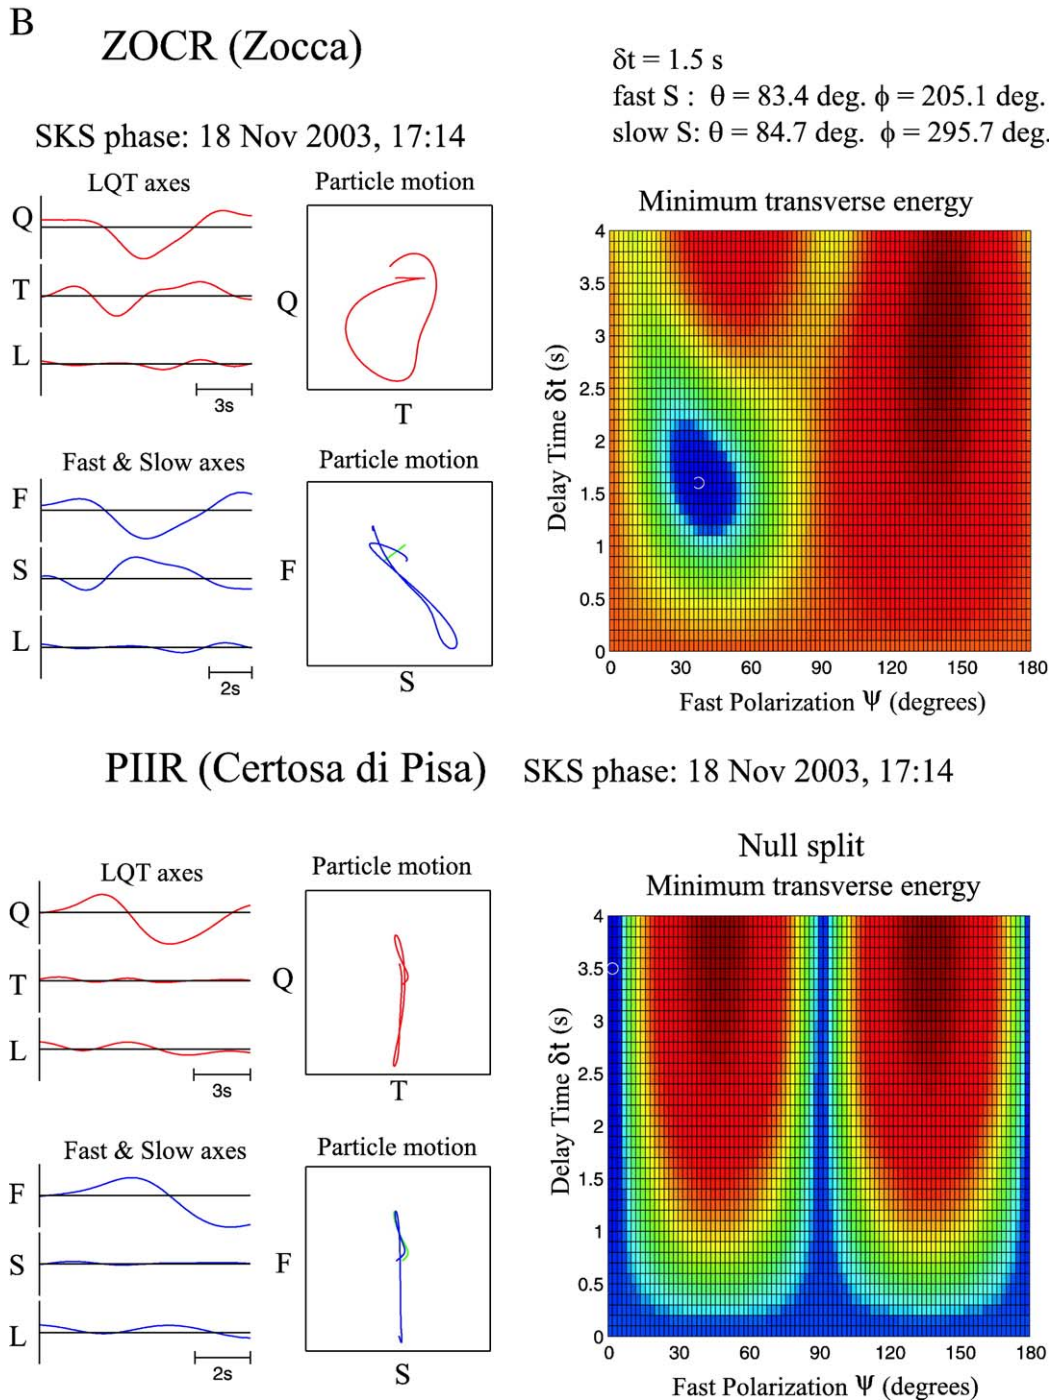 B
ZOCR (Zocca)
δt = 1.5 s
fast S : θ = 83.4 deg. ϕ = 205.1 deg.
slow S: θ = 84.7 deg. ϕ = 295.7 deg.
SKS phase: 18 Nov 2003, 17:14
LQT axes
Q
T
L
3s
Particle motion
Q
T
Fast & Slow axes
F
S
L
2s
Particle motion
F
S
Minimum transverse energy
Delay Time δt (s)
4
3.5
3
2.5
2
1.5
1
0.5
0
0 30 60 90 120 150 180
Fast Polarization Ψ (degrees)
PIIR (Certosa di Pisa) SKS phase: 18 Nov 2003, 17:14
LQT axes
Q
T
L
3s
Particle motion
Q
T
Fast & Slow axes
F
S
L
2s
Particle motion
F
S
Null split
Minimum transverse energy
Delay Time δt (s)
4
3.5
3
2.5
2
1.5
1
0.5
0
0 30 60 90 120 150 180
Fast Polarization Ψ (degrees)